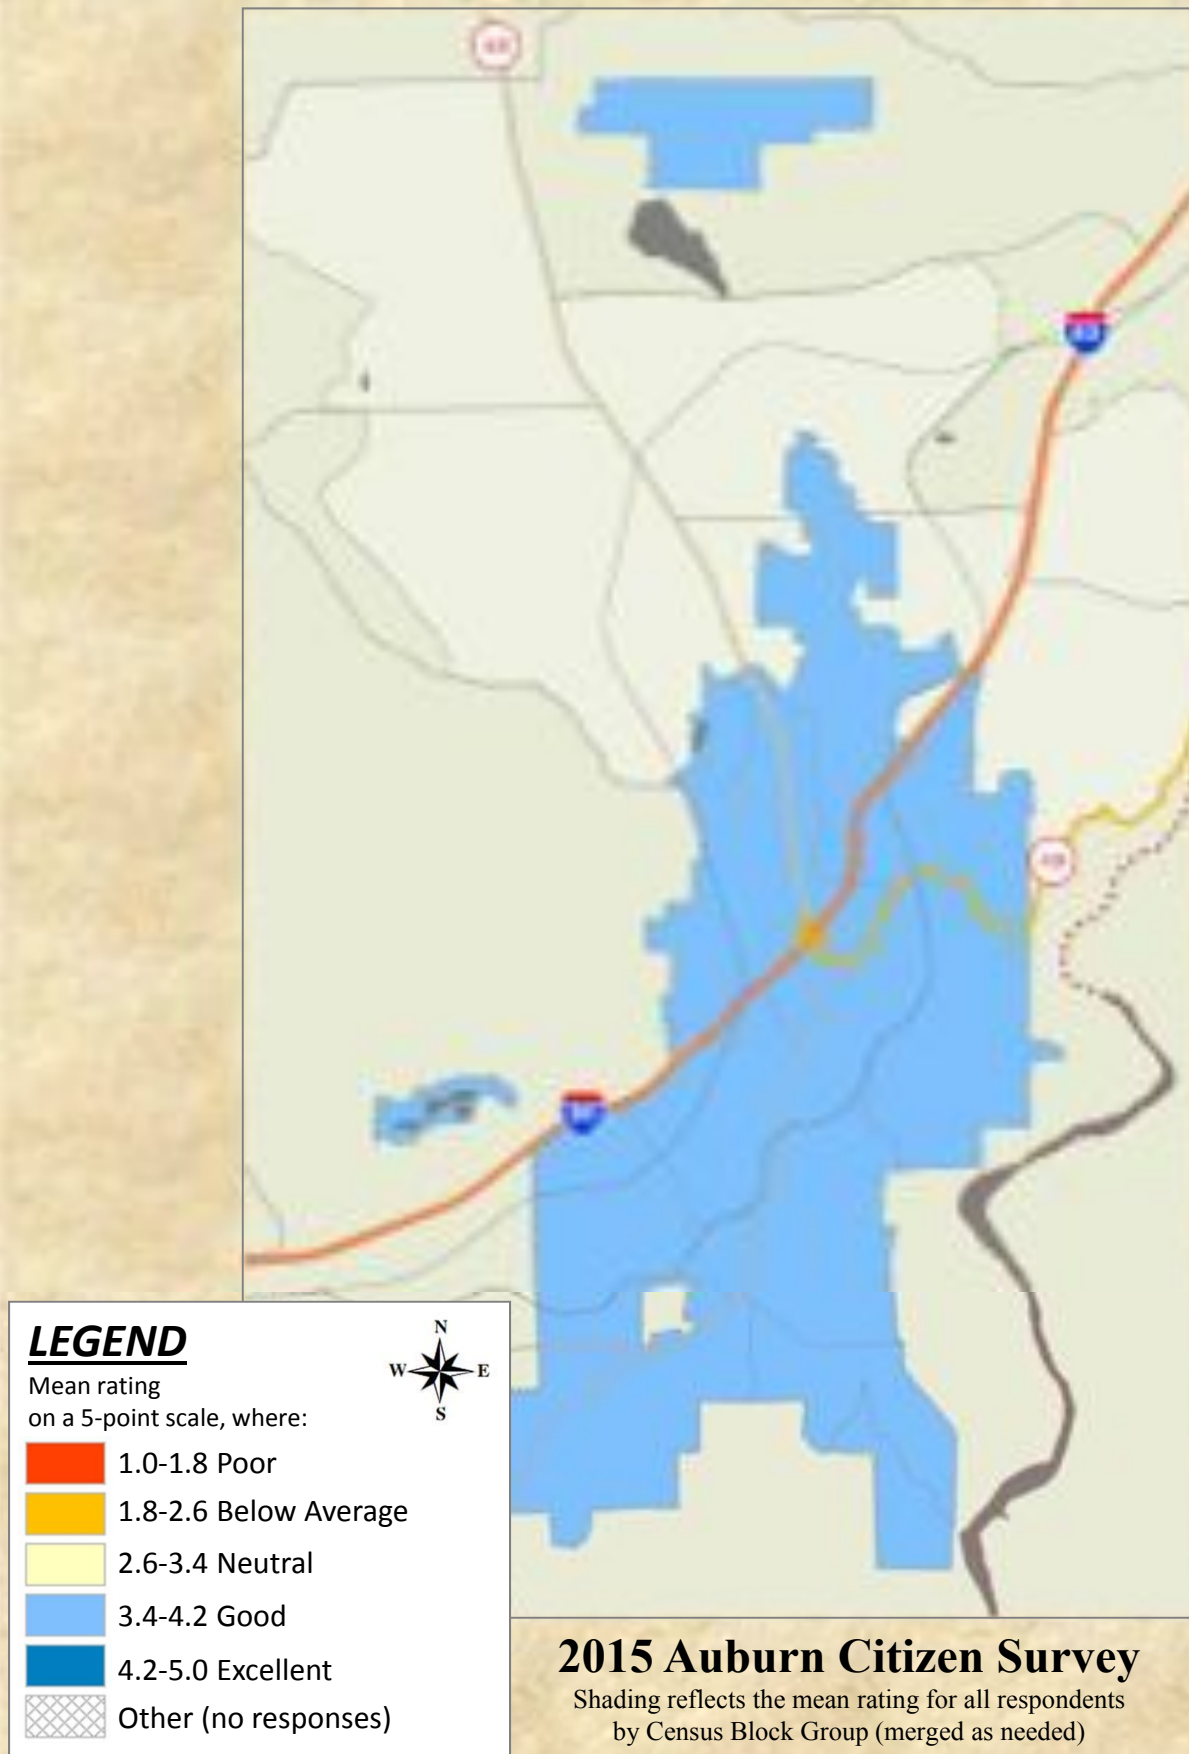 LEGEND
Mean rating
on a 5-point scale, where:
N
W E
S
1.0-1.8 Poor
1.8-2.6 Below Average
2.6-3.4 Neutral
3.4-4.2 Good
4.2-5.0 Excellent
Other (no responses)
2015 Auburn Citizen Survey
Shading reflects the mean rating for all respondents
by Census Block Group (merged as needed)